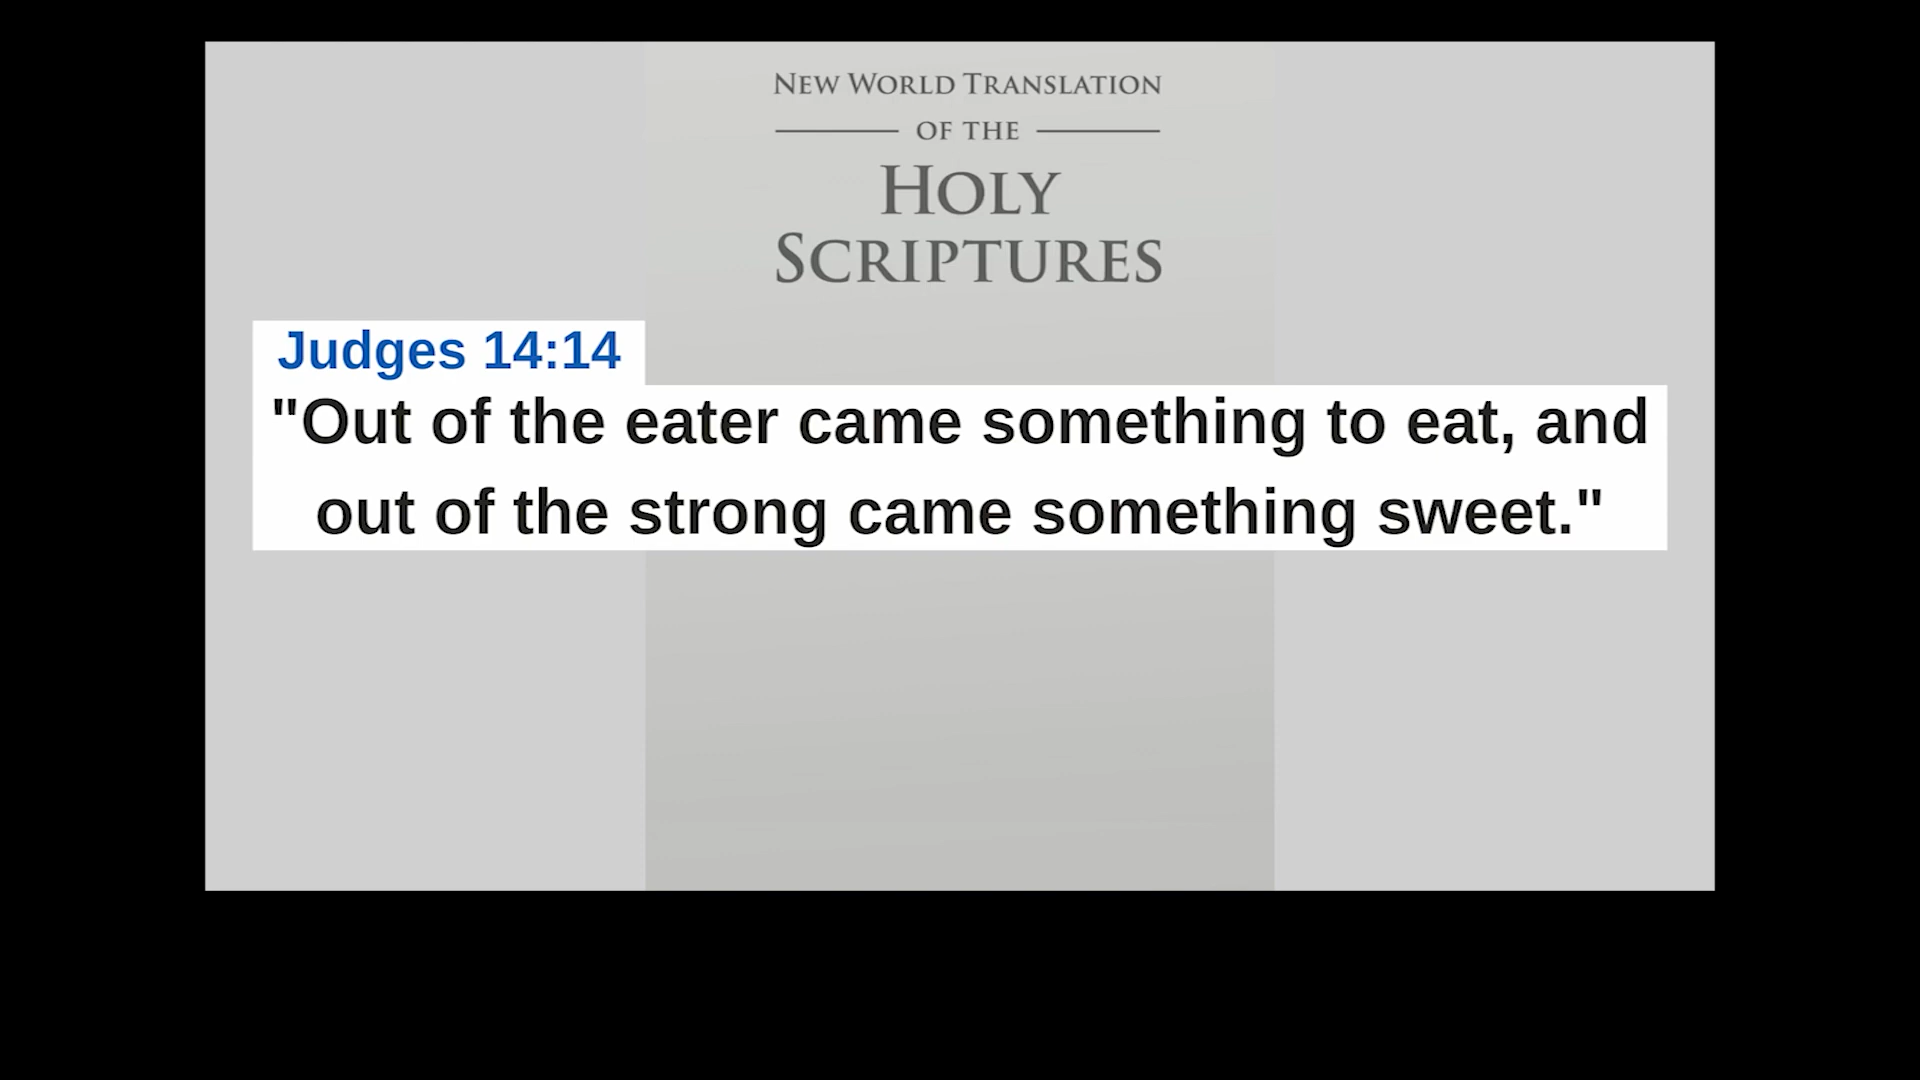 NEW WORLD TRANSLATION
OF THE
HOLY
SCRIPTURES
Judges 14:14
"Out of the eater came something to eat, and
out of the strong came something sweet."